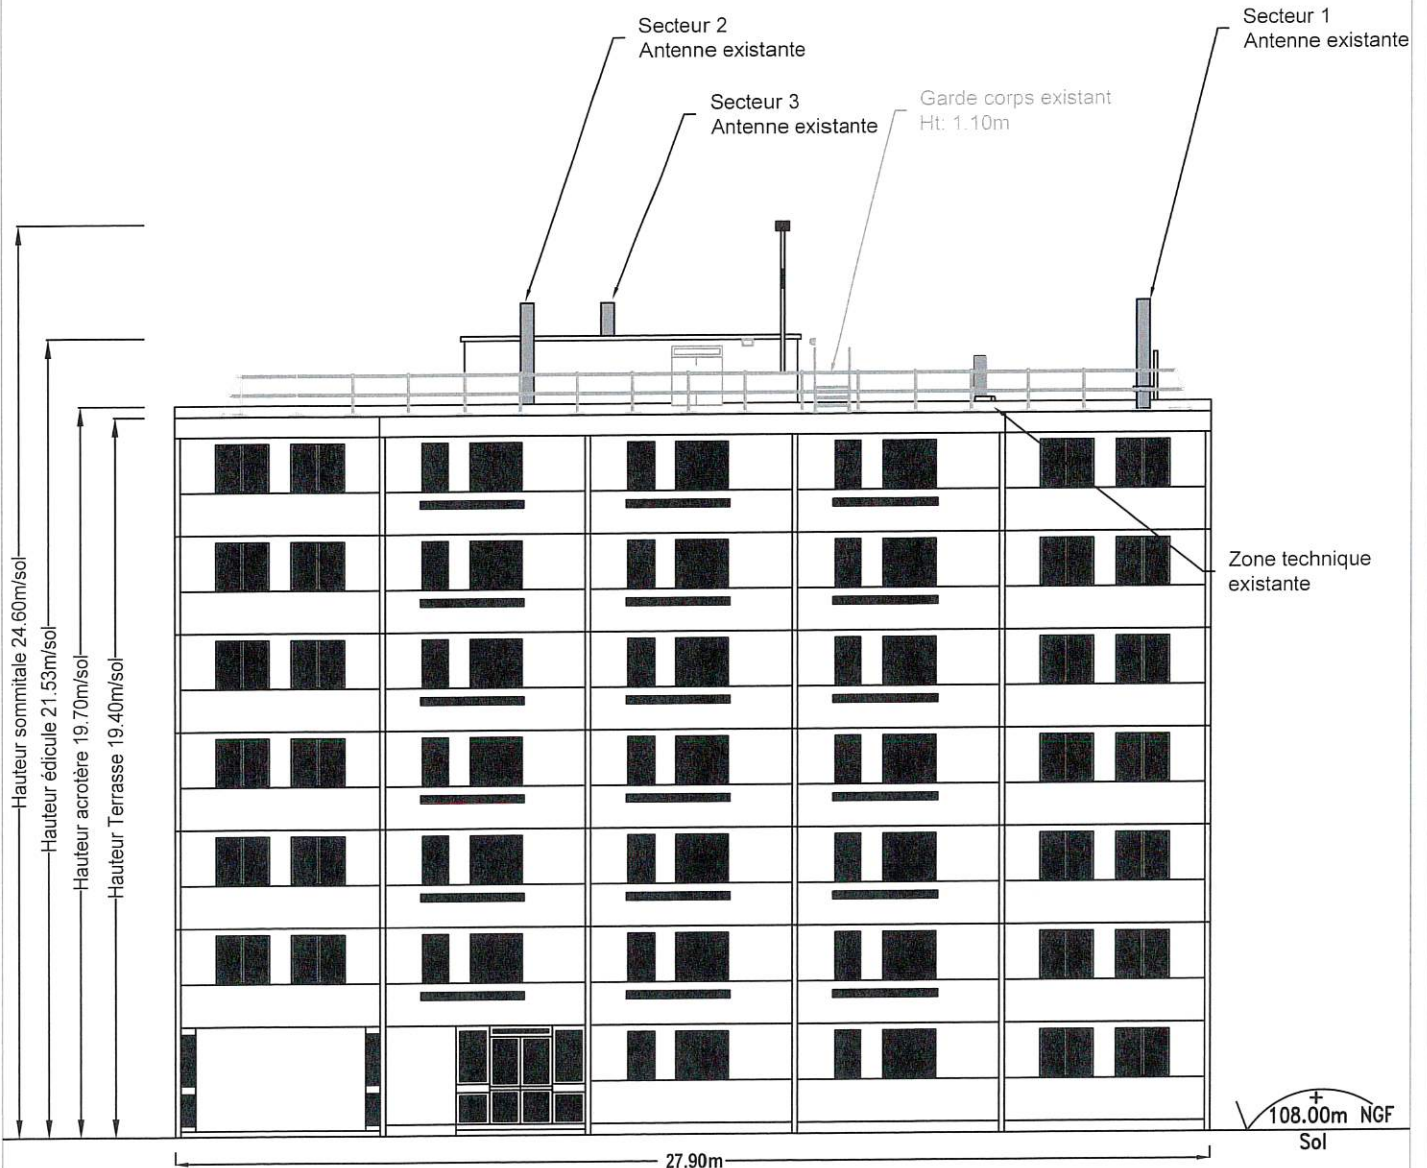 Secteur 2
Antenne existante
Secteur 1
Antenne existante
Secteur 3
Antenne existante
Garde corps existant
Ht: 1.10m
Hauteur sommitale 24.60m/sol
Hauteur édicule 21.53m/sol
Hauteur acrotère 19.70m/sol
Hauteur Terrasse 19.40m/sol
Zone technique
existante
108.00m NGF
Sol
27.90m